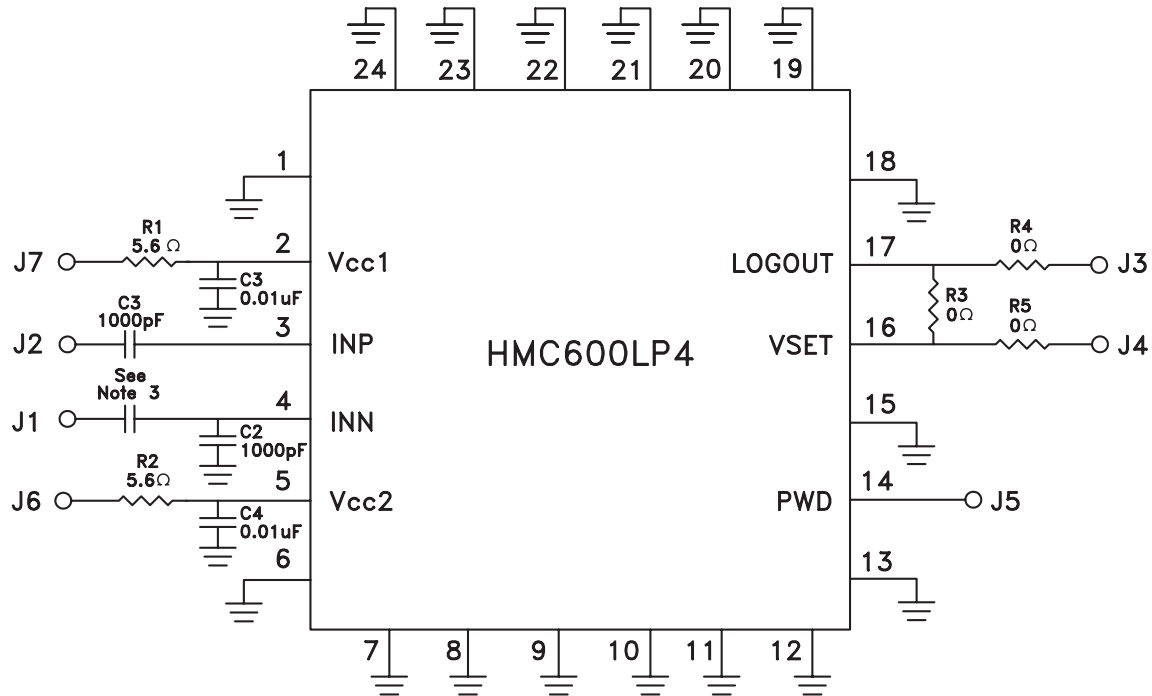 24 23 22 21 20 19
1
18
R1
5.6 Ω
J7
2
Vcc1
C3
0.01uF
C3
1000pF
J2
3
INP
See
Note 3
J1
4
INN
C2
1000pF
R2
5.6Ω
J6
5
Vcc2
C4
0.01uF
6
HMC600LP4
17
LOGOUT
R4
0Ω
J3
R3
0Ω
16
VSET
R5
0Ω
J4
15
14
PWD
J5
13
7 8 9 10 11 12